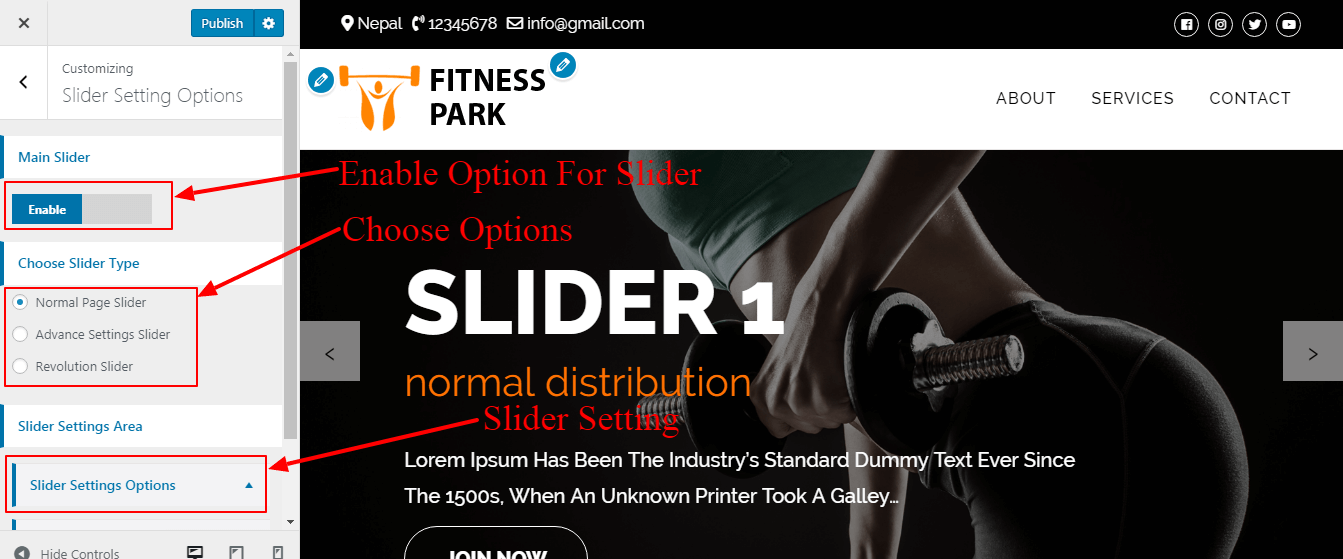 Publish
Customizing
Slider Setting Options
Main Slider
Enable
Choose Slider Type
Normal Page Slider
Advance Settings Slider
Revolution Slider
Slider Settings Area
Slider Settings Options
Hide Controls
Nepal 12345678 info@gmail.com
FITNESS
PARK
ABOUT SERVICES CONTACT
Enable Option For Slider
Choose Options
SLIDER 1
normal distribution
Slider Setting
Lorem Ipsum Has Been The Industry’s Standard Dummy Text Ever Since
The 1500s, When An Unknown Printer Took A Galley…
JOIN NOW